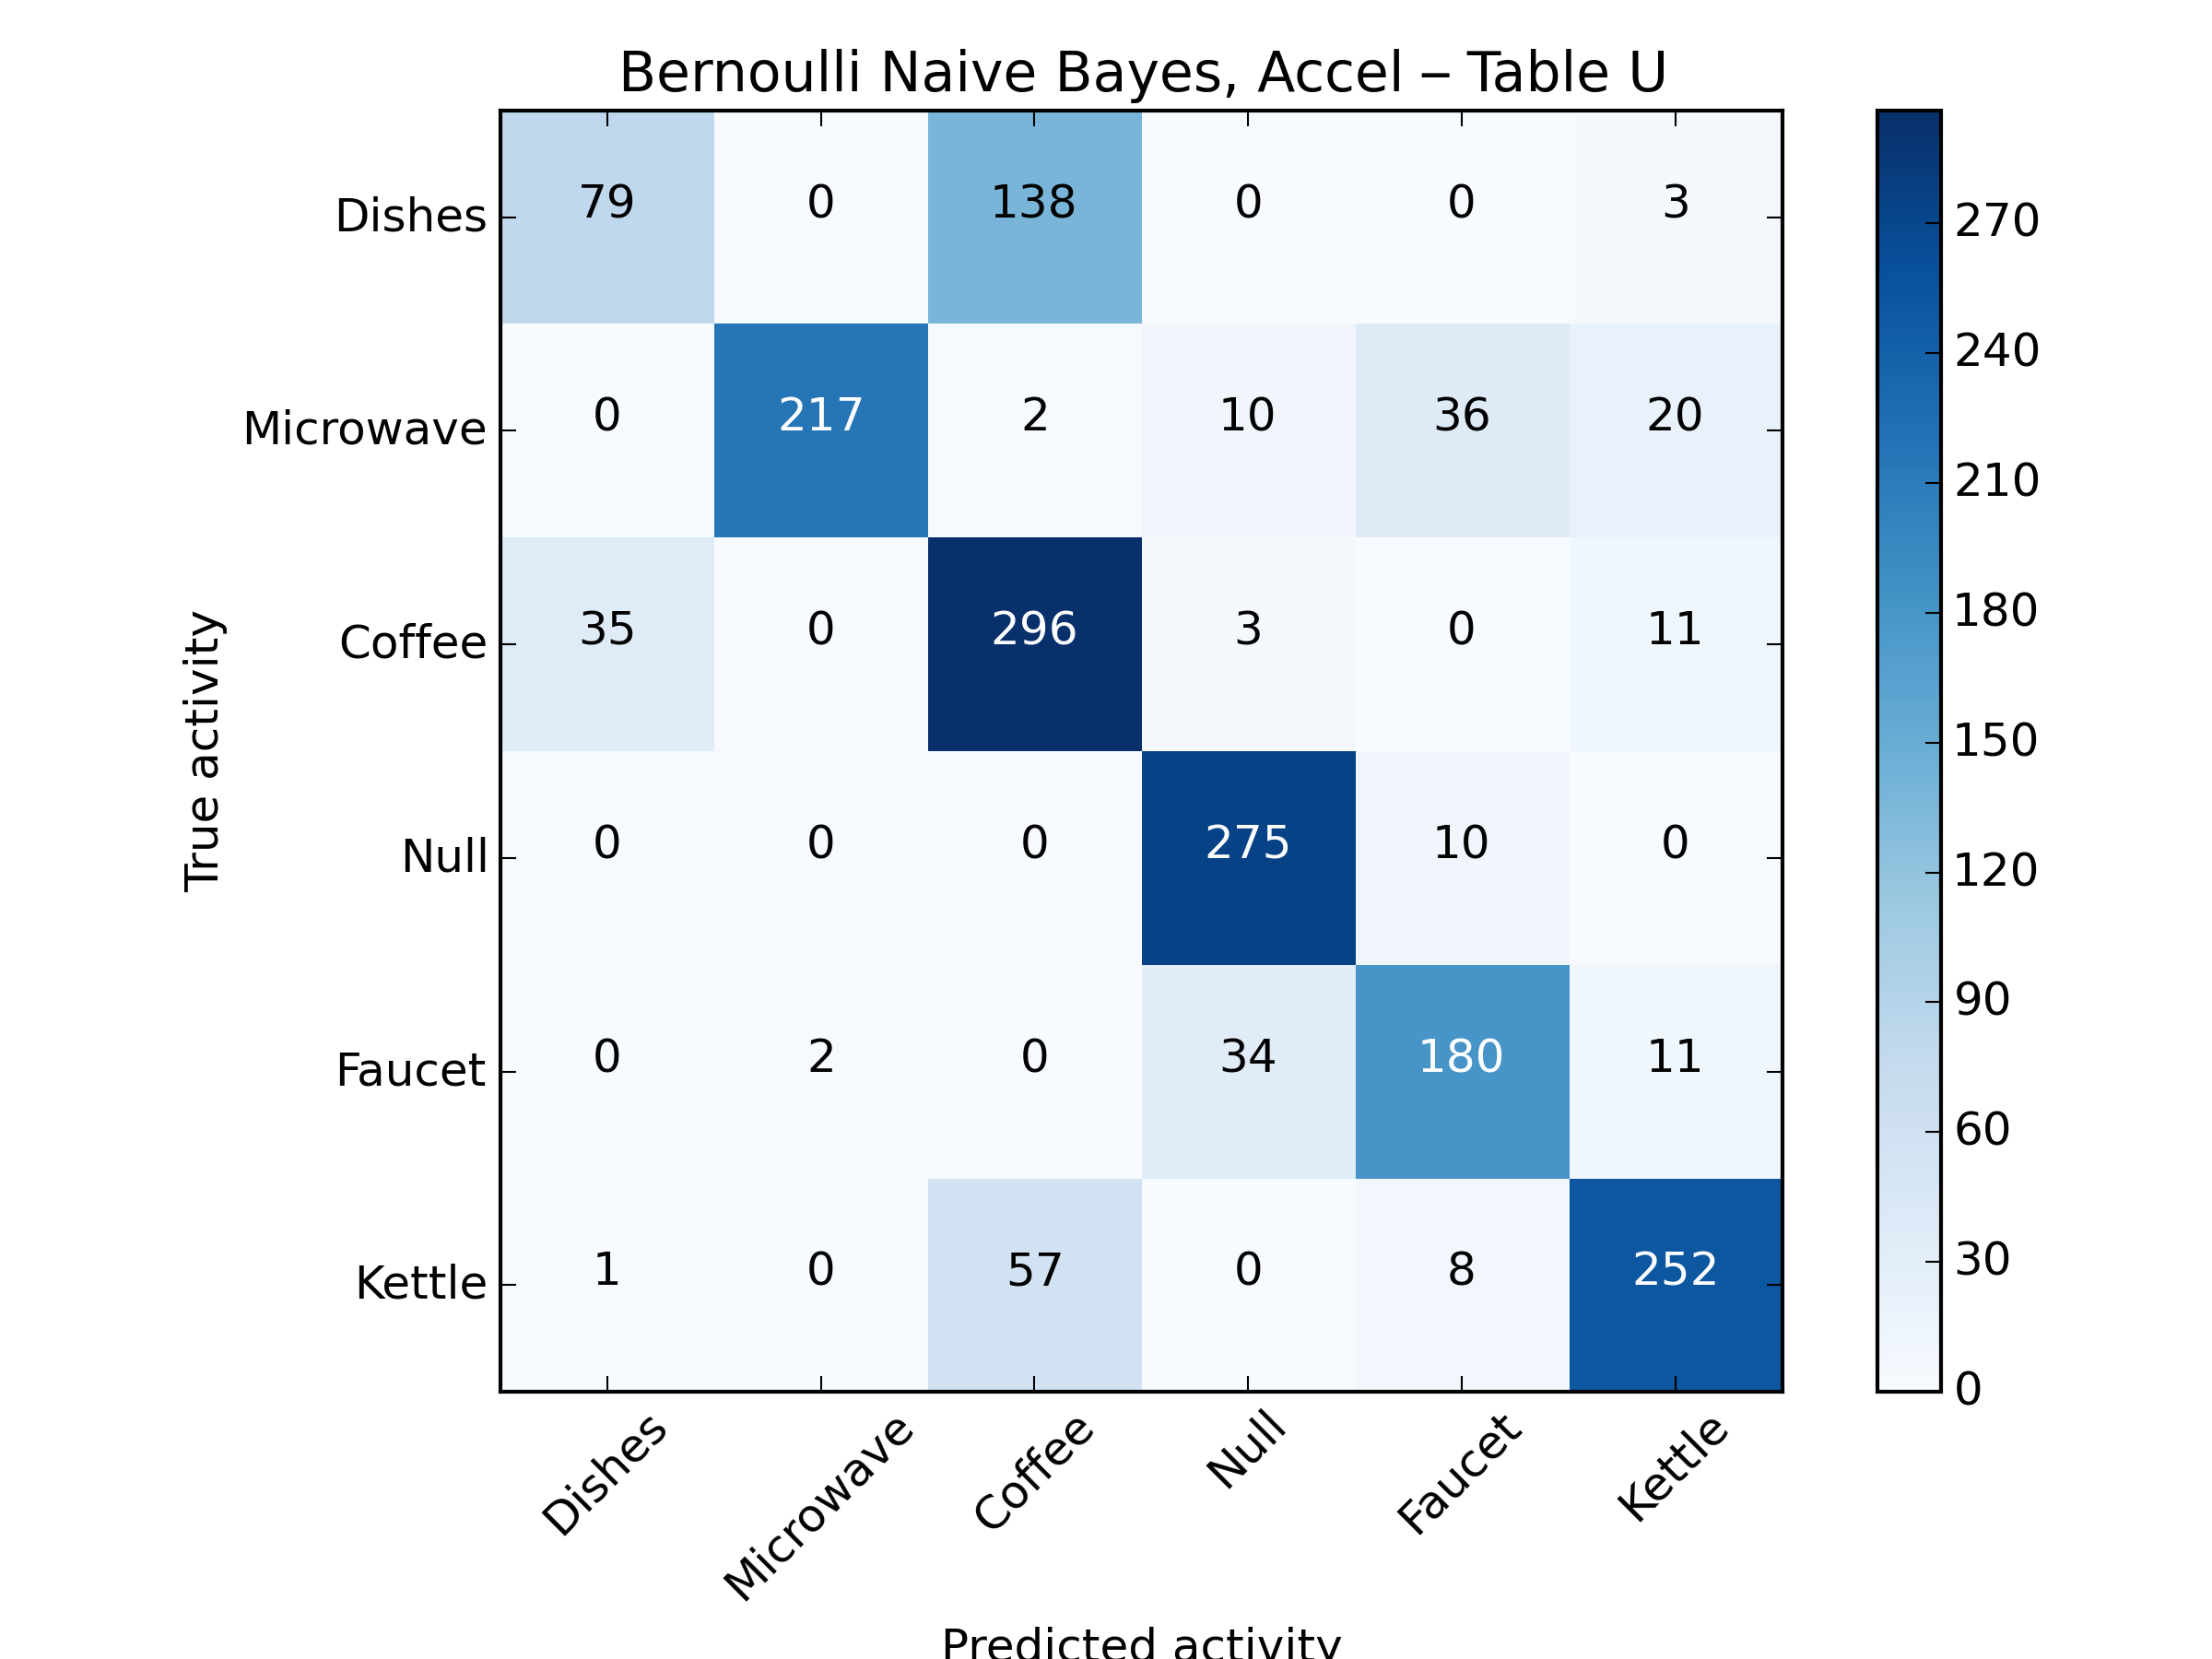 Bernoulli Naive Bayes, Accel – Table U
Dishes 79 0 138 0 0 3
Microwave 0 217 2 10 36 20
Coffee 35 0 296 3 0 11
Null 0 0 0 275 10 0
Faucet 0 2 0 34 180 11
Kettle 1 0 57 0 8 252
True activity
Dishes Microwave Coffee Null Faucet Kettle
Predicted activity
270
240
210
180
150
120
90
60
30
0